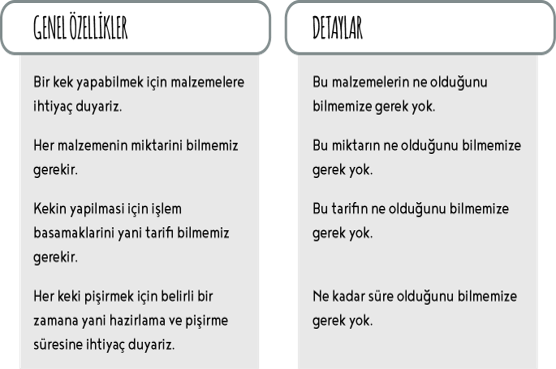 GENEL ÖZELLİKLER
Bir kek yapabilmek için malzemelere
ihtiyaç duyariz.
Her malzemenin miktarini bilmemiz
gerekir.
Kekin yapilmasi için işlem
basamaklarini yani tarifi bilmemiz
gerekir.
Her keki pişirmek için belirli bir
zamana yani hazirlama ve pişirme
süresine ihtiyaç duyariz.
DETAYLAR
Bu malzemelerin ne olduğunu
bilmemize gerek yok.
Bu miktarın ne olduğunu bilmemize
gerek yok.
Bu tarifin ne olduğunu bilmemize
gerek yok.
Ne kadar süre olduğunu bilmemize
gerek yok.